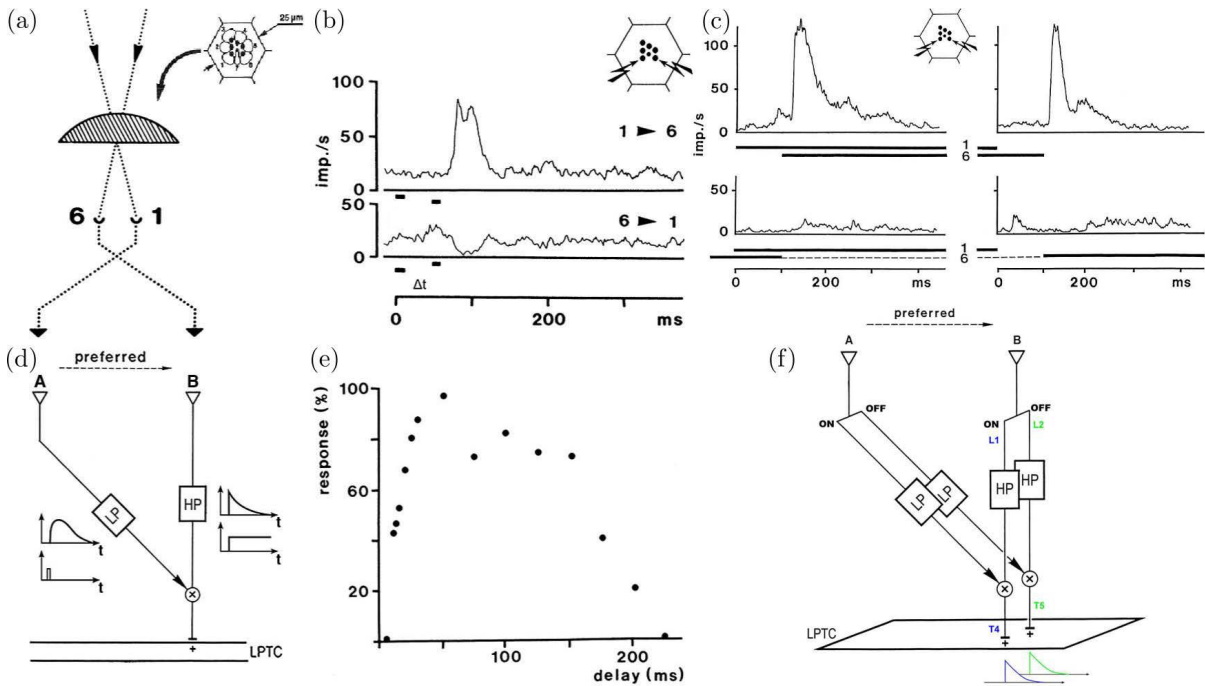 (a)
25 μm
6 1
(b)
imp./s
100
50
0
1 ► 6
50
0
6 ► 1
Δt
0 200 ms
(c)
imp./s
100
50
0
1
6
50
0
1
6
0 200 ms
0 200 ms
(d)
preferred
A B
LP
HP
t
t
t
t
×
+
LPTC
(e)
response (%)
100
60
20
100 200
delay (ms)
(f)
preferred
A B
ON OFF
ON OFF
L1 L2
LP LP
HP HP
×
×
T4 T5
+ +
LPTC